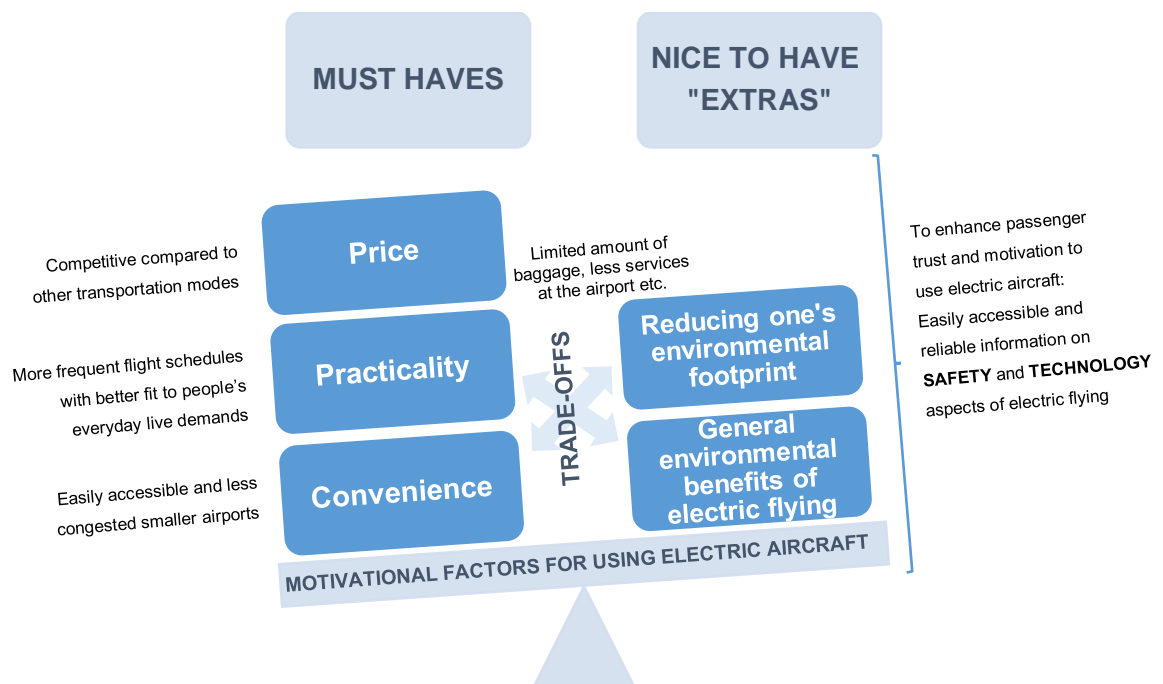 MUST HAVES
NICE TO HAVE
"EXTRAS"
Price
Competitive compared to
other transportation modes
Practicality
More frequent flight schedules
with better fit to people’s
everyday live demands
Convenience
Easily accessible and less
congested smaller airports
Limited amount of
baggage, less services
at the airport etc.
TRADE-OFFS
Reducing one's
environmental
footprint
General
environmental
benefits of
electric flying
To enhance passenger
trust and motivation to
use electric aircraft:
Easily accessible and
reliable information on
SAFETY and TECHNOLOGY
aspects of electric flying
MOTIVATIONAL FACTORS FOR USING ELECTRIC AIRCRAFT